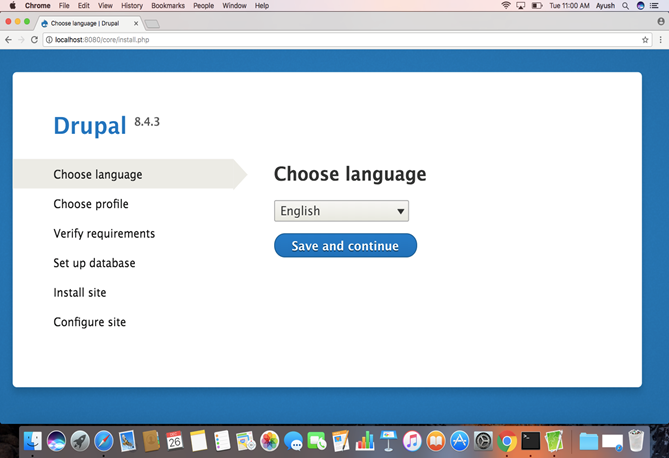 Chrome File Edit View History Bookmarks People Window Help Tue 11:00 AM Ayush
Choose language | Drupal
localhost:8080/core/install.php
Drupal 8.4.3
Choose language
Choose profile
Verify requirements
Set up database
Install site
Configure site
Choose language
English
Save and continue
26